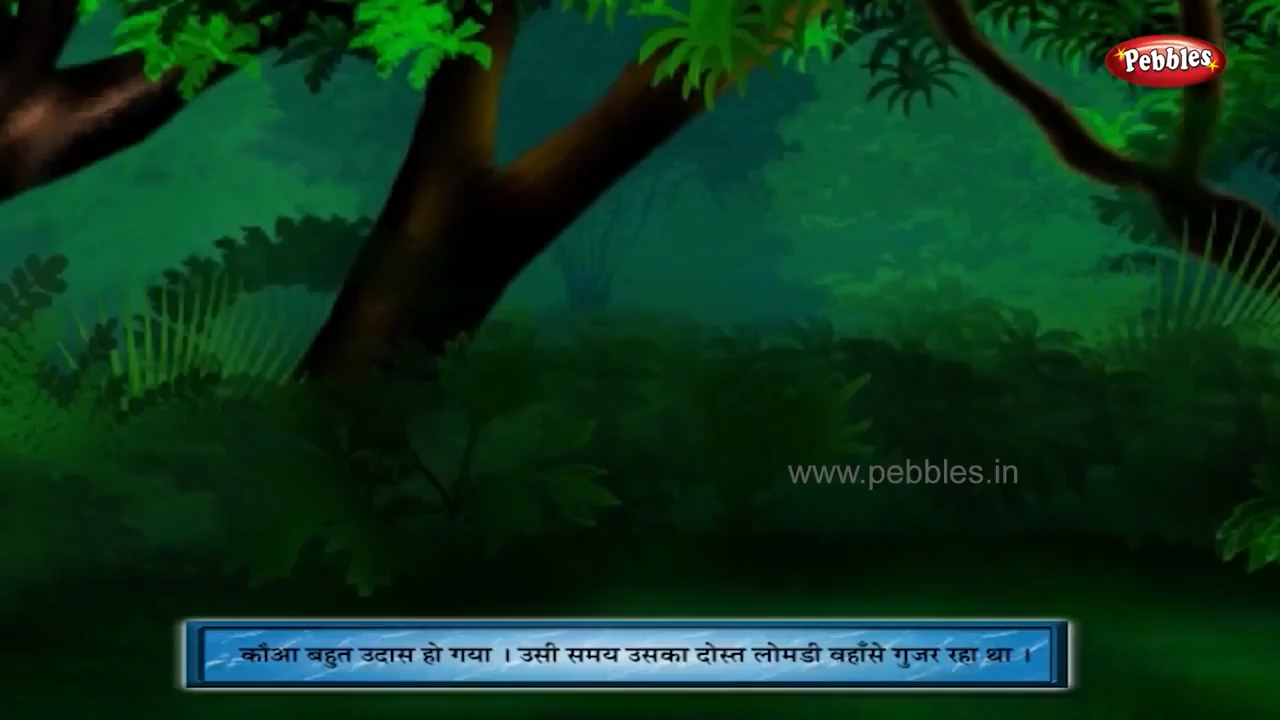 Pebbles
www.pebbles.in
कौआ बहुत उदास हो गया । उसी समय उसका दोस्त लोमडी वहाँसे गुजर रहा था ।